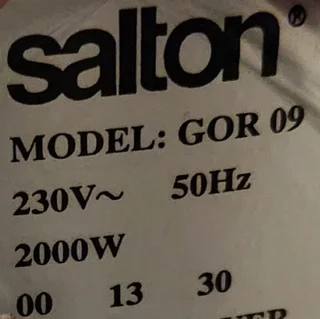 salton®
MODEL: GOR 09
230V~ 50Hz
2000W
00 13 30